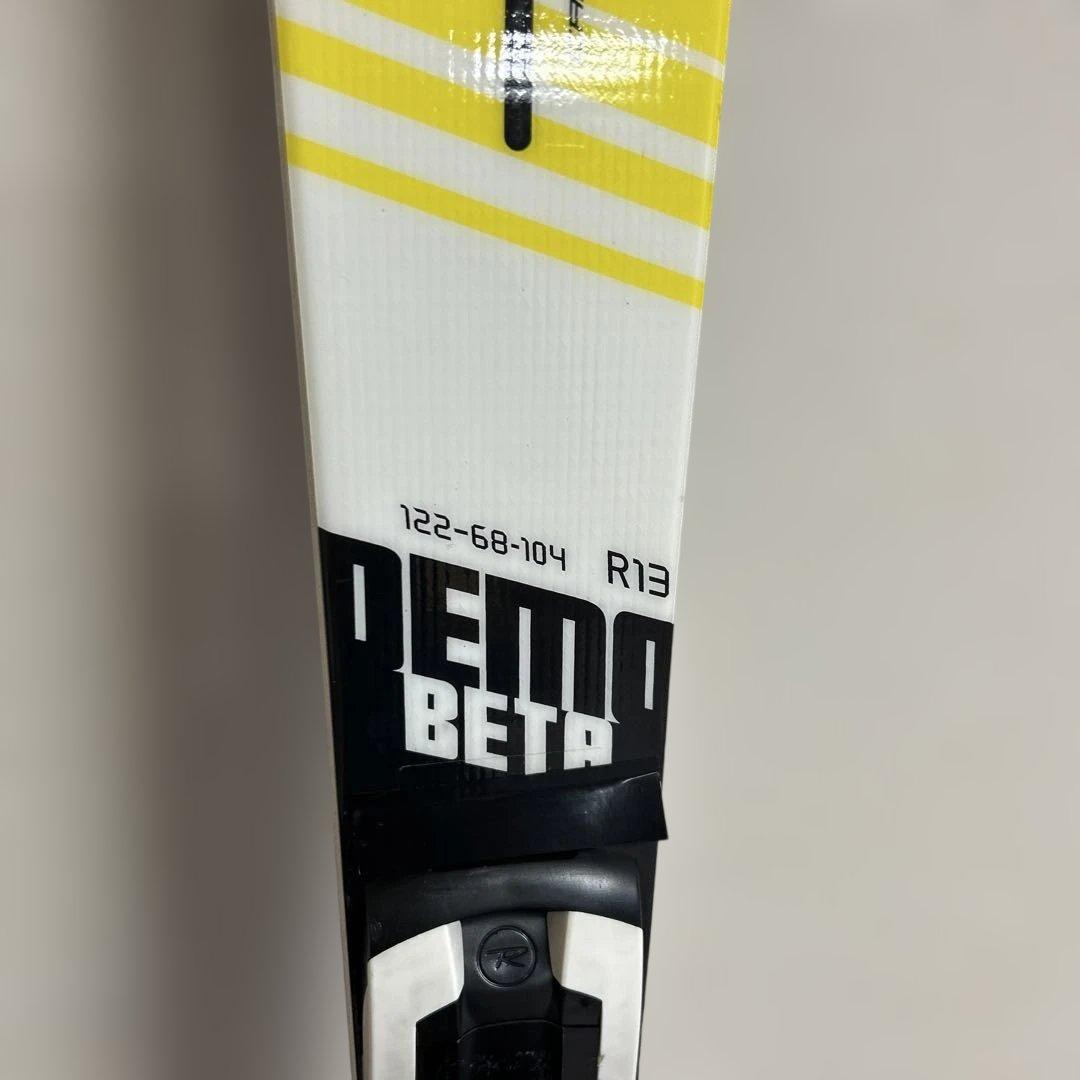 122-68-104 R13
DEMO
BETA
R